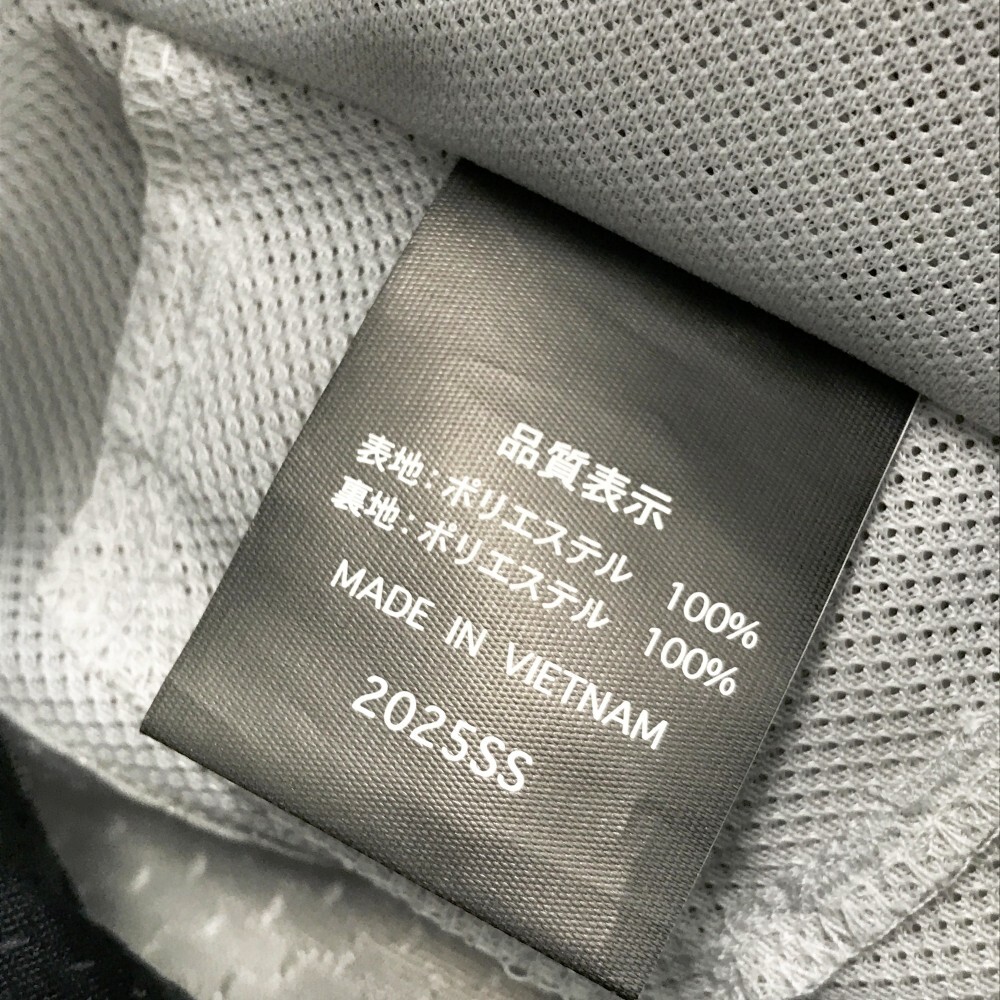 品質表示
表地:ポリエステル 100%
裏地:ポリエステル 100%
MADE IN VIETNAM
2025SS